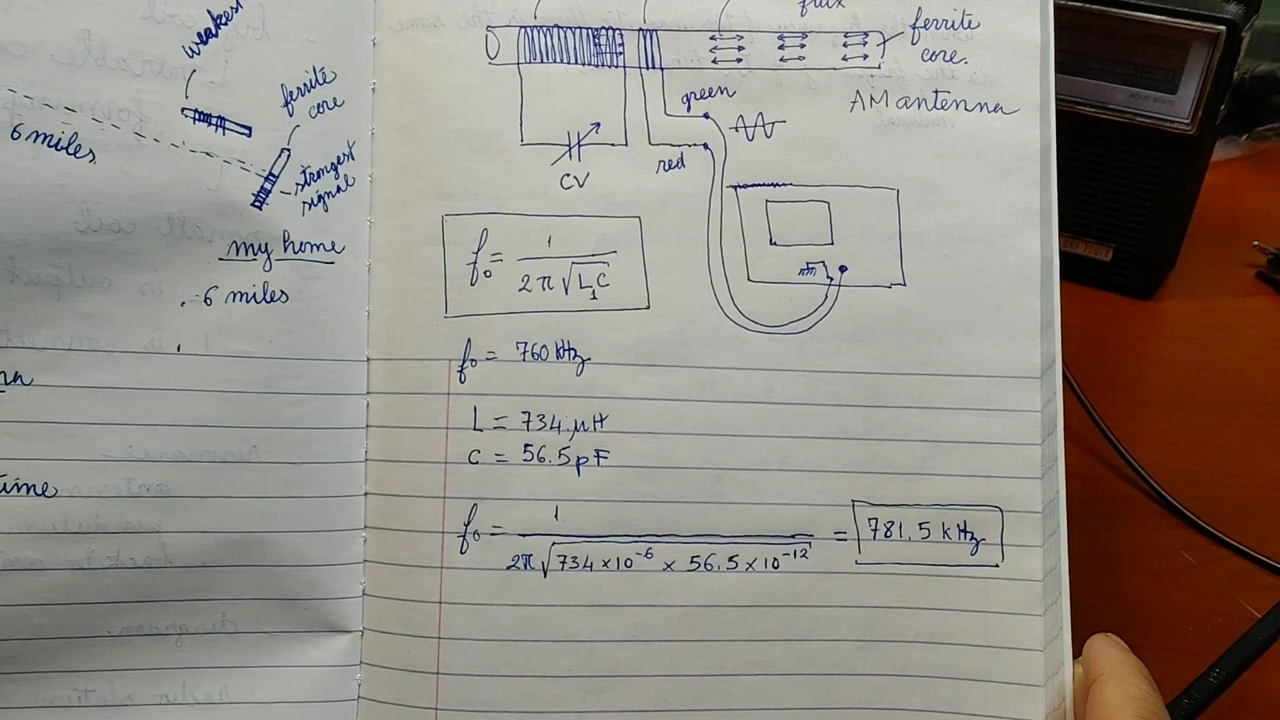 weakest
6 miles
ferrite
core
strongest
signal
my home
6 miles
time
flux
ferrite
core.
AM antenna
green
red
CV
f₀ = 1 / 2π√L₁C
f₀ = 760 kHz
L = 734 μH
C = 56.5 pF
f₀ = 1 / 2π√734 × 10⁻⁶ × 56.5 × 10⁻¹² = 781.5 kHz